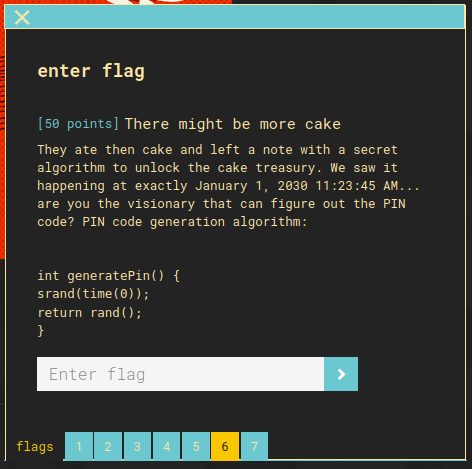 enter flag
[50 points] There might be more cake
They ate then cake and left a note with a secret
algorithm to unlock the cake treasury. We saw it
happening at exactly January 1, 2030 11:23:45 AM...
are you the visionary that can figure out the PIN
code? PIN code generation algorithm:
int generatePin() {
srand(time(0));
return rand();
}
Enter flag
flags 1 2 3 4 5 6 7